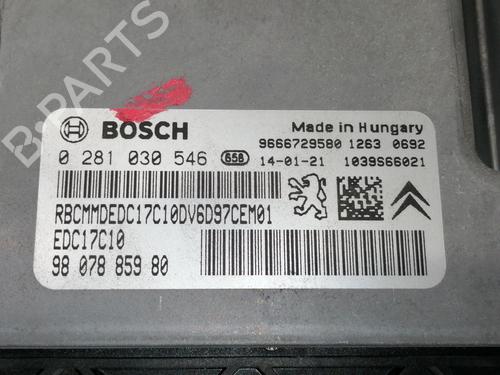 B-PARTS
BOSCH
Made in Hungary
9666729580 1263 0692
0 281 030 546 658 14-01-21 1039S66021
RBCMMDEDC17C10DV6D97CEM01
EDC17C10
98 078 859 80